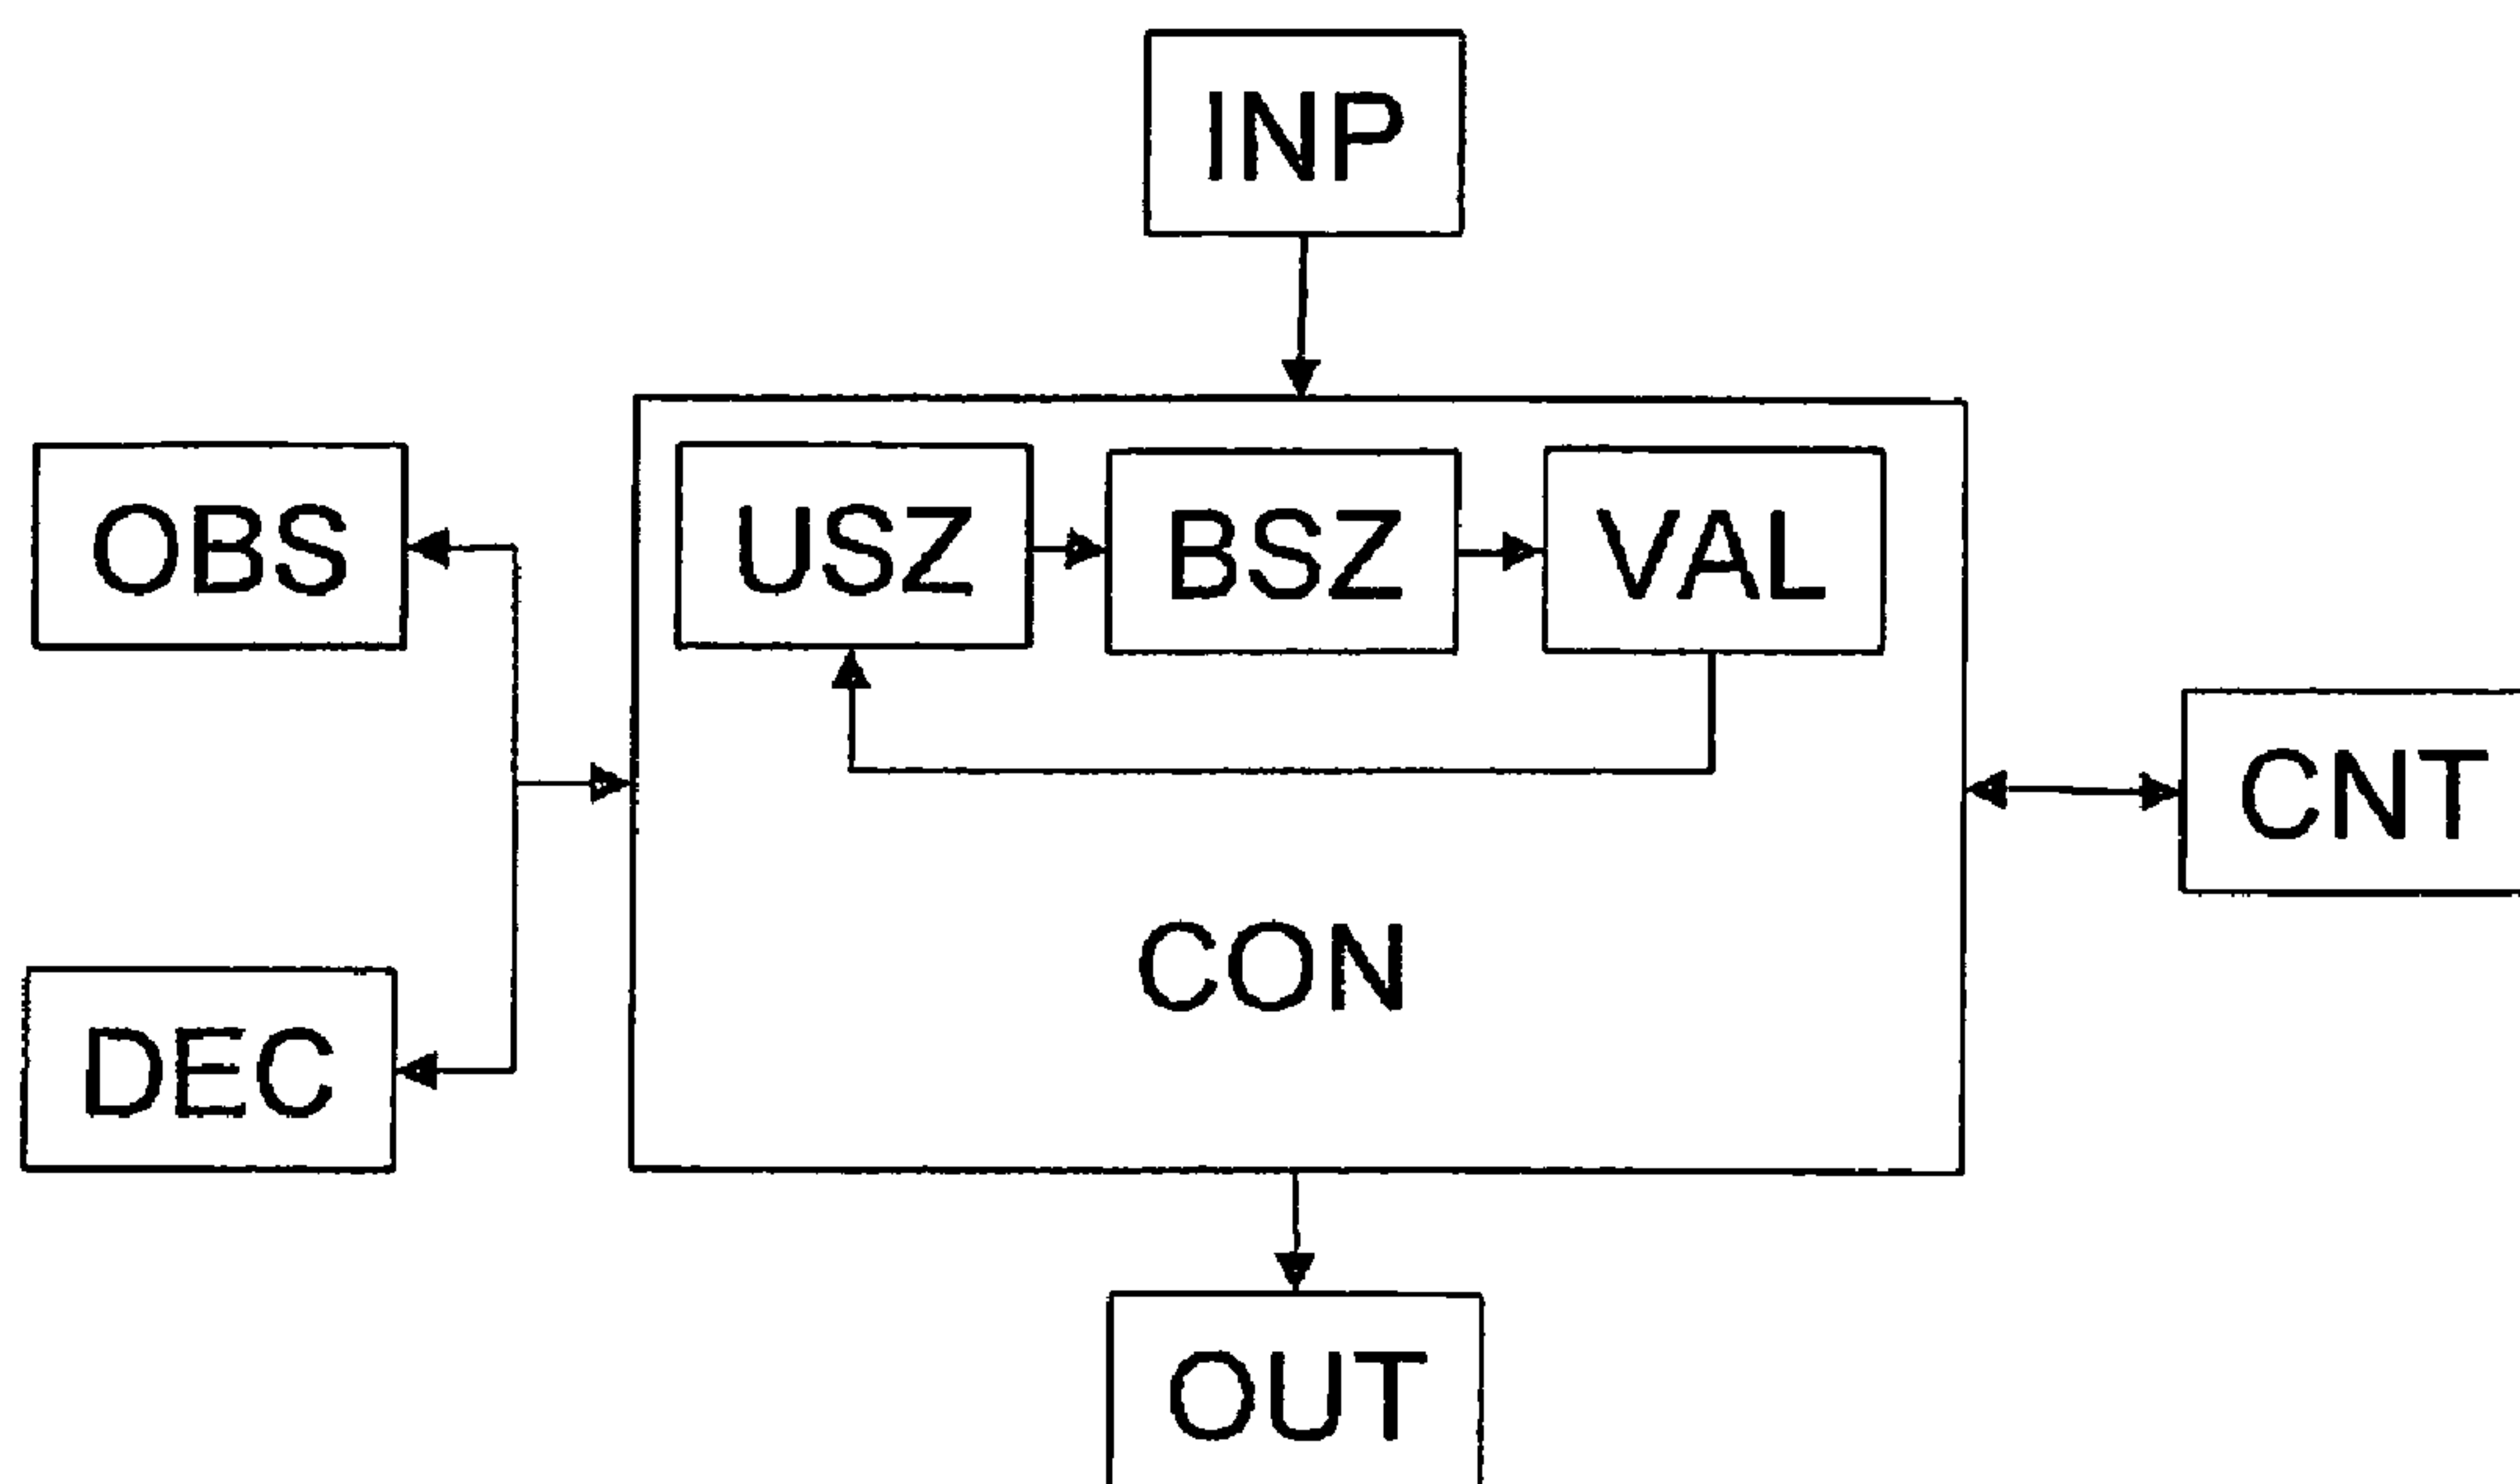 INP
OBS
USZ
BSZ
VAL
CNT
CON
DEC
OUT